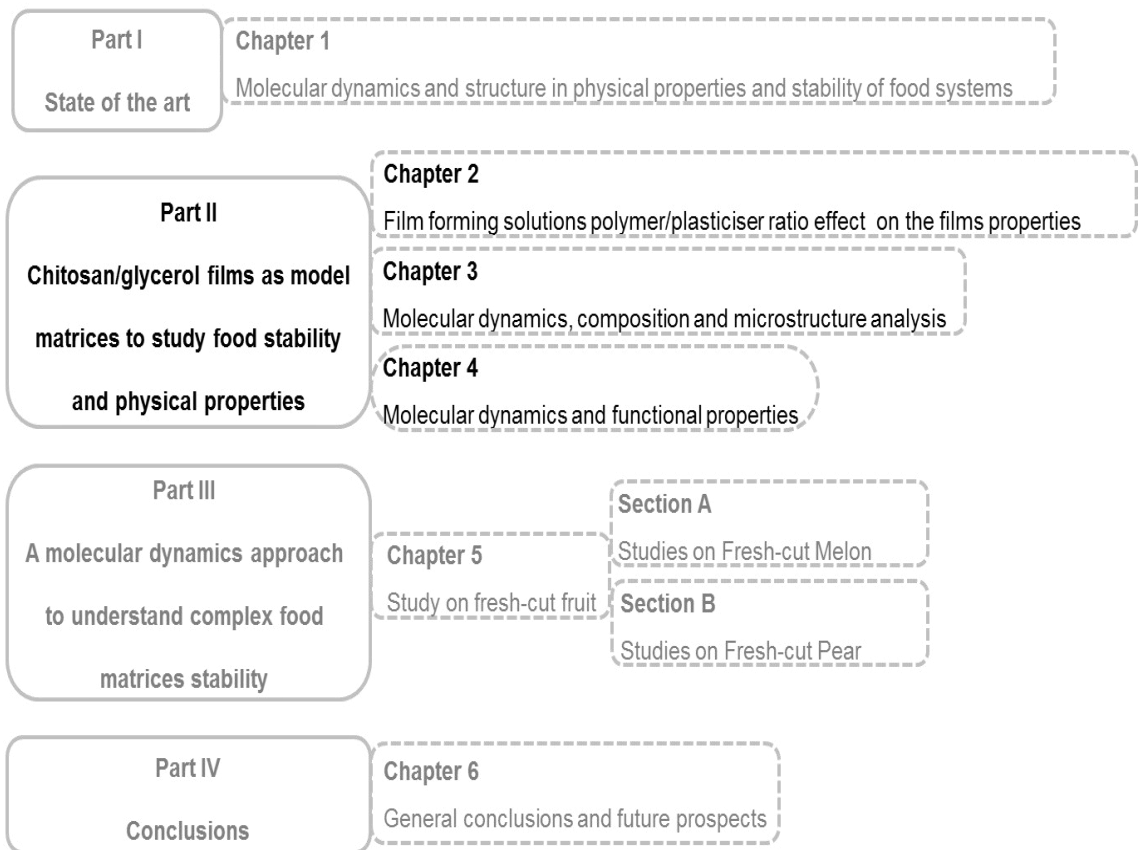 Part I
State of the art
Chapter 1
Molecular dynamics and structure in physical properties and stability of food systems
Part II
Chitosan/glycerol films as model
matrices to study food stability
and physical properties
Chapter 2
Film forming solutions polymer/plasticiser ratio effect on the films properties
Chapter 3
Molecular dynamics, composition and microstructure analysis
Chapter 4
Molecular dynamics and functional properties
Part III
A molecular dynamics approach
to understand complex food
matrices stability
Chapter 5
Study on fresh-cut fruit
Section A
Studies on Fresh-cut Melon
Section B
Studies on Fresh-cut Pear
Part IV
Conclusions
Chapter 6
General conclusions and future prospects